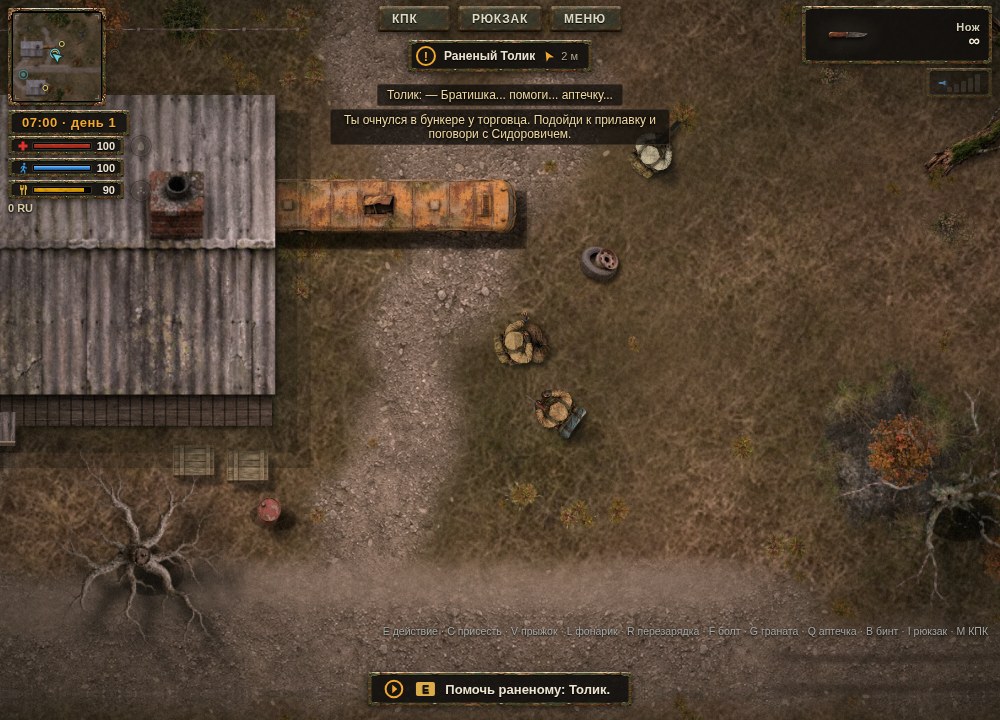 КПК
РЮКЗАК
МЕНЮ
Раненый Толик
2 м
Нож
∞
Толик: — Братишка... помоги... аптечку...
Ты очнулся в бункере у торговца. Подойди к прилавку и
поговори с Сидоровичем.
07:00 · день 1
100
100
90
0 RU
E действие · C присесть · V прыжок · L фонарик · R перезарядка · F болт · G граната · Q аптечка · B бинт · I рюкзак · M КПК
E
Помочь раненому: Толик.